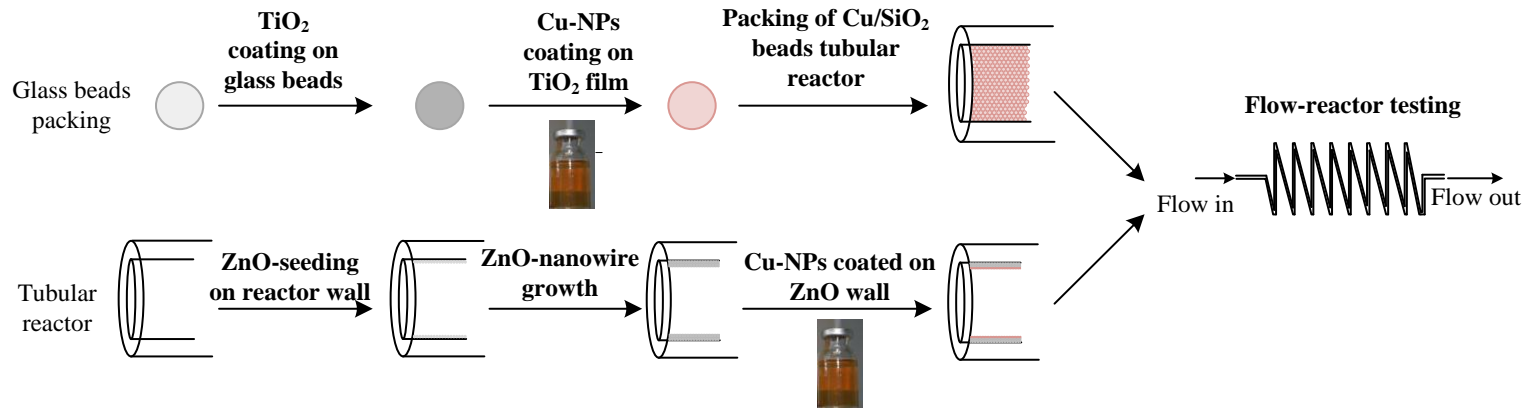 Glass beads
packing
TiO₂
coating on
glass beads
Cu-NPs
coating on
TiO₂ film
Packing of Cu/SiO₂
beads tubular
reactor
Flow-reactor testing
Flow in
Flow out
Tubular
reactor
ZnO-seeding
on reactor wall
ZnO-nanowire
growth
Cu-NPs coated on
ZnO wall